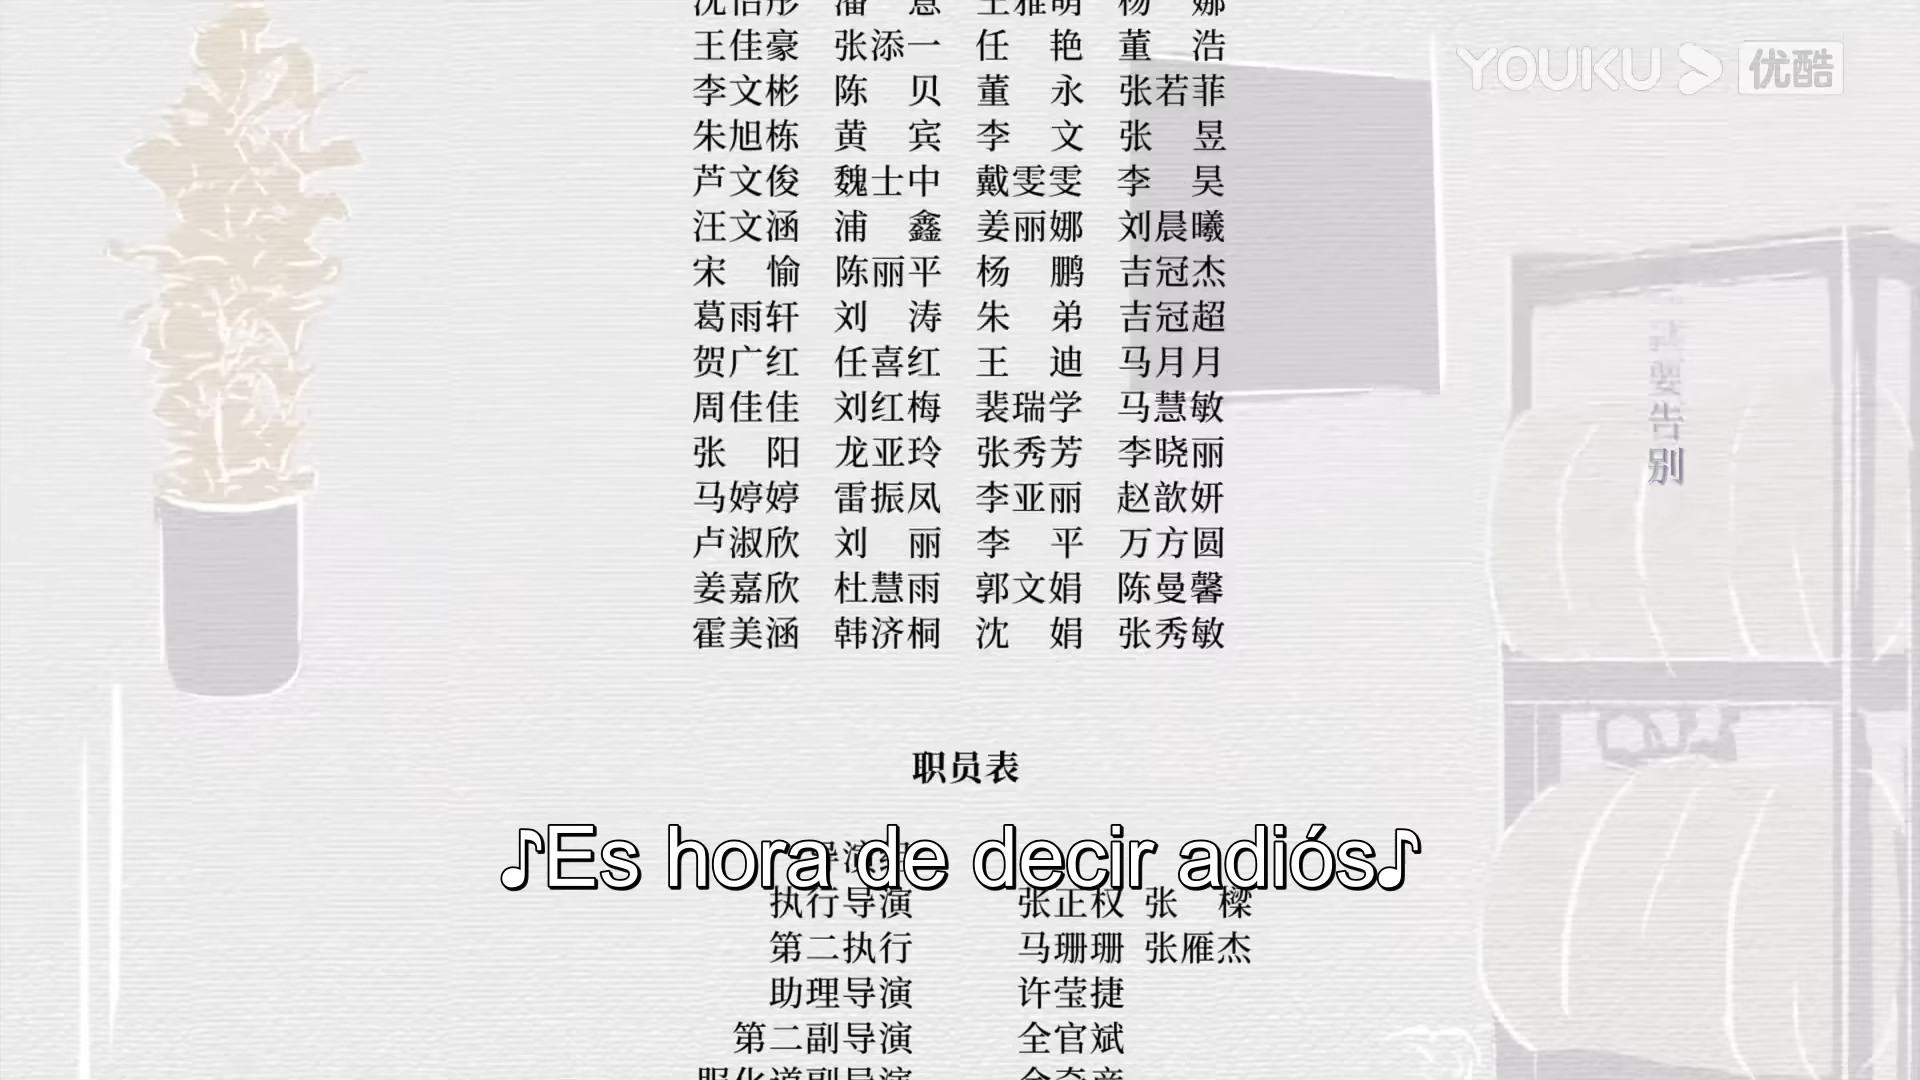 王佳豪 张添一 任 艳 董 浩
YOUKU 优酷
李文彬 陈 贝 董 永 张若菲
朱旭栋 黄 宾 李 文 张 昱
芦文俊 魏士中 戴雯雯 李 昊
汪文涵 浦 鑫 姜丽娜 刘晨曦
宋 愉 陈丽平 杨 鹏 吉冠杰
葛雨轩 刘 涛 朱 弟 吉冠超
贺广红 任喜红 王 迪 马月月
周佳佳 刘红梅 裴瑞学 马慧敏
张 阳 龙亚玲 张秀芳 李晓丽
马婷婷 雷振凤 李亚丽 赵歆妍
卢淑欣 刘 丽 李 平 万方圆
姜嘉欣 杜慧雨 郭文娟 陈曼馨
霍美涵 韩济桐 沈 娟 张秀敏
要告别
职员表
♪Es hora de decir adiós♪
执行导演 张正权 张 樑
第二执行 马珊珊 张雁杰
助理导演 许莹捷
第二副导演 全官斌